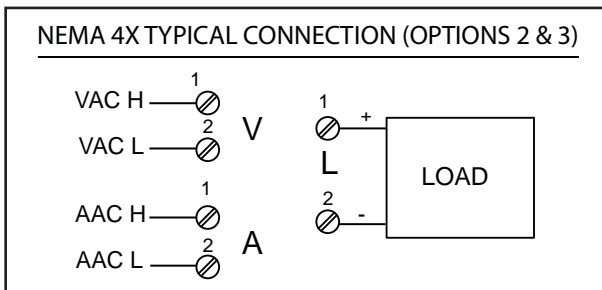 NEMA 4X TYPICAL CONNECTION (OPTIONS 2 & 3)
1
VAC H
2
VAC L
V
1
AAC H
2
AAC L
A
1
+
L
2
-
LOAD